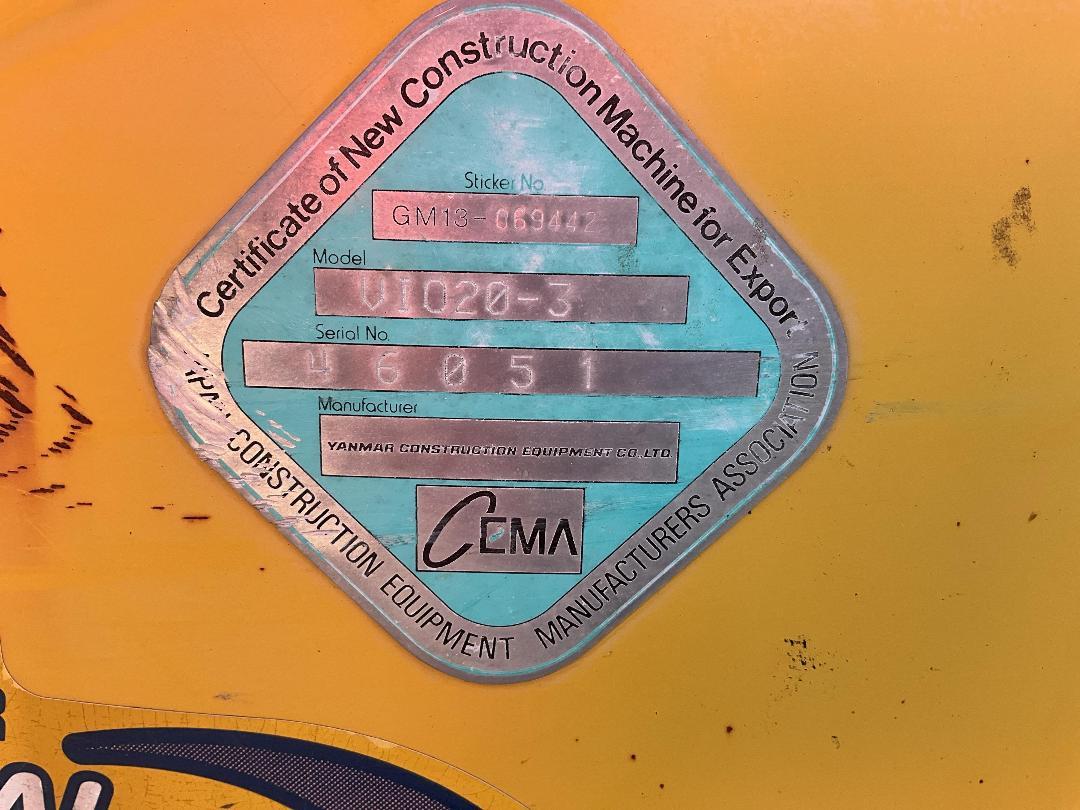 Certificate of New Construction Machine for Export
Sticker No.
GM13-069442
Model
VIO20-3
Serial No.
46051
Manufacturer
YANMAR CONSTRUCTION EQUIPMENT CO.,LTD.
CEMA
CONSTRUCTION EQUIPMENT MANUFACTURERS ASSOCIATION